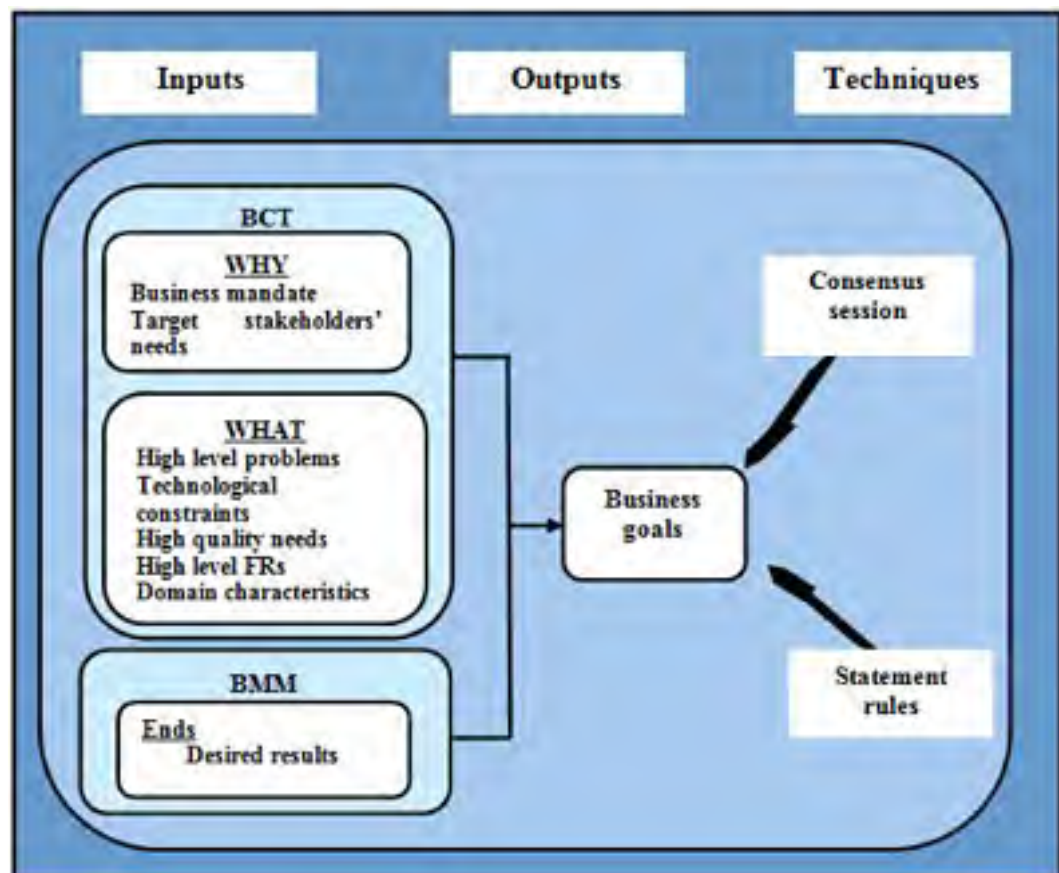 Inputs
Outputs
Techniques
BCT
WHY
Business mandate
Target stakeholders'
needs
WHAT
High level problems
Technological
constraints
High quality needs
High level FRs
Domain characteristics
BMM
Ends
Desired results
Business
goals
Consensus
session
Statement
rules